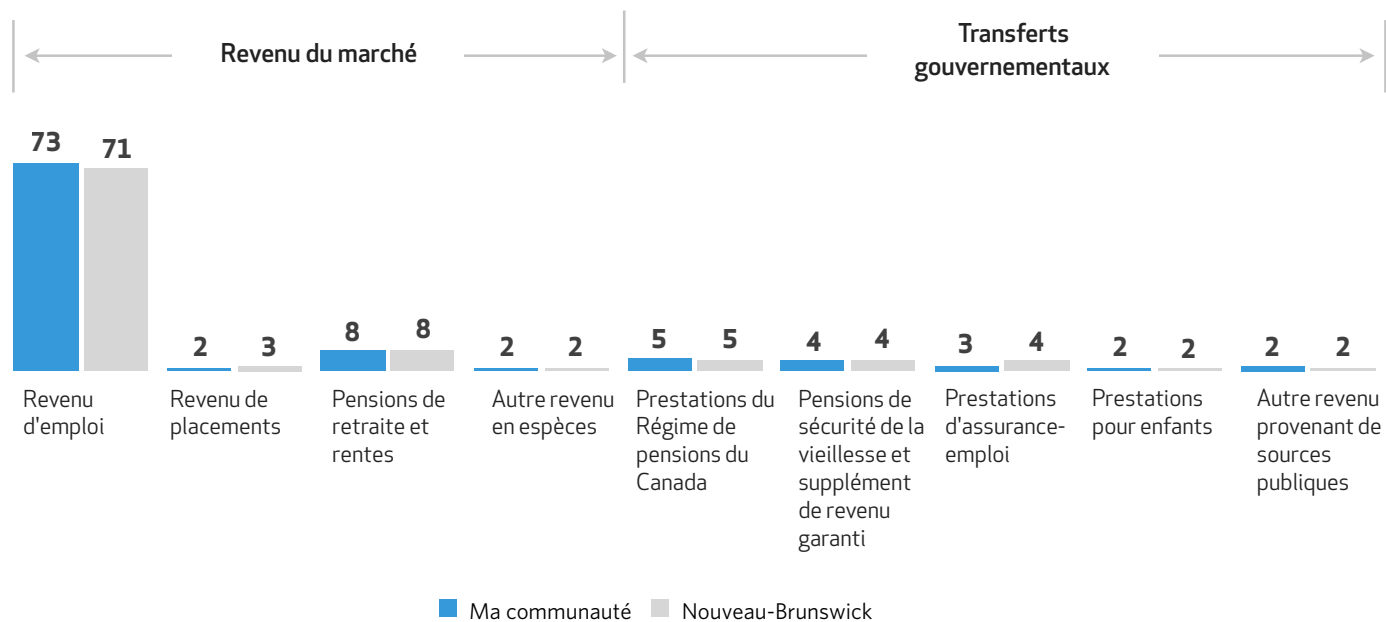 Revenu du marché
Transferts
gouvernementaux
73
71
2
3
8
8
2
2
5
5
4
4
3
4
2
2
2
2
Revenu
d'emploi
Revenu de
placements
Pensions de
retraite et
rentes
Autre revenu
en espèces
Prestations du
Régime de
pensions du
Canada
Pensions de
sécurité de la
vieillesse et
supplément
de revenu
garanti
Prestations
d'assurance-
emploi
Prestations
pour enfants
Autre revenu
provenant de
sources
publiques
Ma communauté
Nouveau-Brunswick